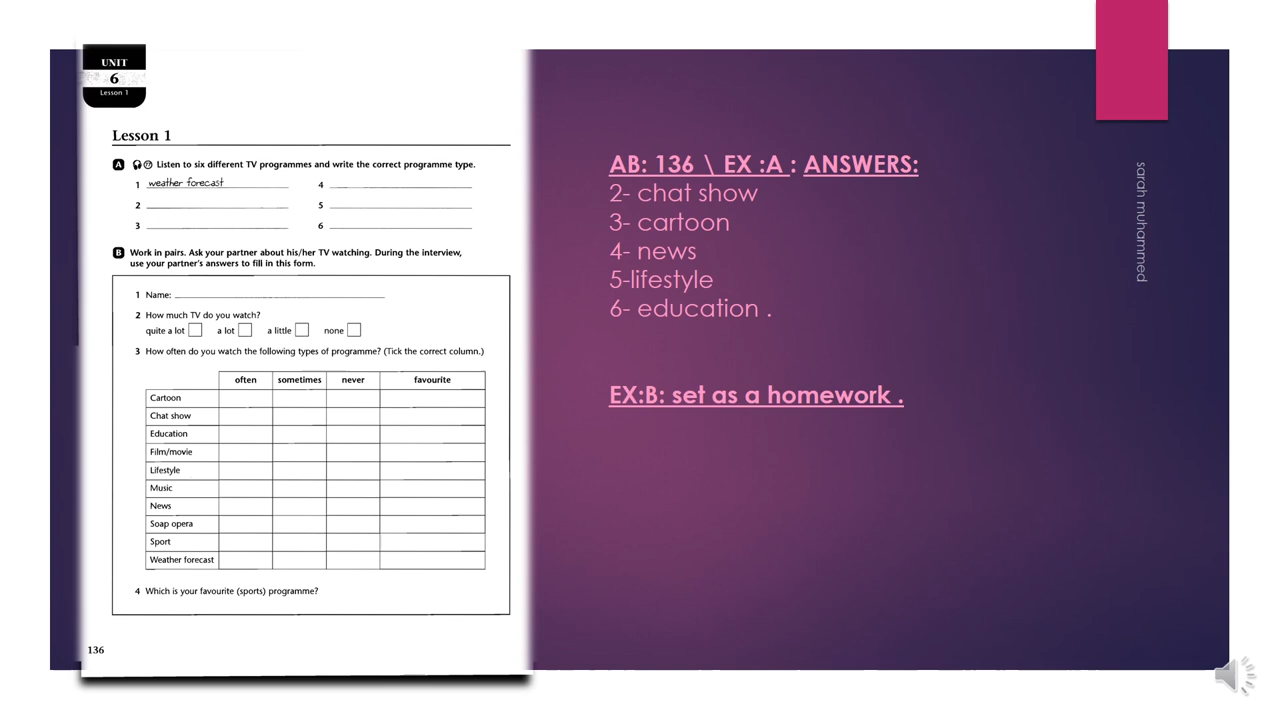 UNIT
6
Lesson 1
Lesson 1
A Listen to six different TV programmes and write the correct programme type.
1 weather forecast 4
2 5
3 6
B Work in pairs. Ask your partner about his/her TV watching. During the interview,
use your partner's answers to fill in this form.
1 Name:
2 How much TV do you watch?
quite a lot a lot a little none
3 How often do you watch the following types of programme? (Tick the correct column.)
often sometimes never favourite
Cartoon
Chat show
Education
Film/movie
Lifestyle
Music
News
Soap opera
Sport
Weather forecast
4 Which is your favourite (sports) programme?
136
AB: 136 \ EX :A : ANSWERS:
2- chat show
3- cartoon
4- news
5-lifestyle
6- education .
EX:B: set as a homework .
sarah muhammed